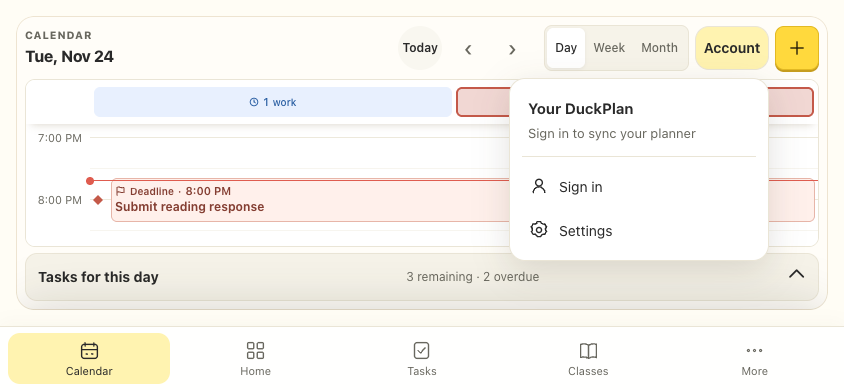 CALENDAR
Tue, Nov 24
Today
Day Week Month
Account
1 work
Your DuckPlan
Sign in to sync your planner
Sign in
Settings
7:00 PM
8:00 PM
Deadline · 8:00 PM
Submit reading response
Tasks for this day
3 remaining · 2 overdue
Calendar
Home
Tasks
Classes
More